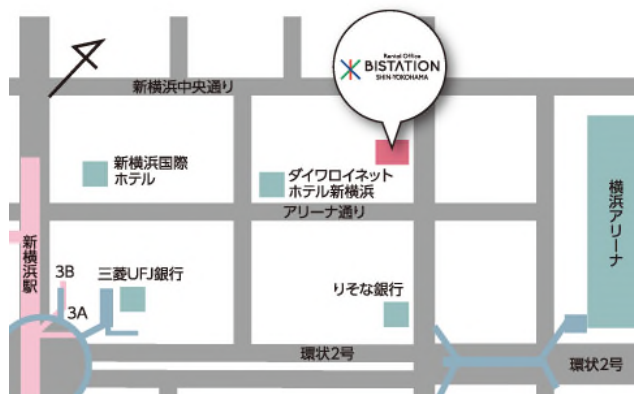 Rental Office
BISTATION
SHIN-YOKOHAMA
新横浜中央通り
新横浜国際
ホテル
ダイワロイネット
ホテル新横浜
アリーナ通り
横浜アリーナ
新横浜駅
3B
三菱UFJ銀行
3A
りそな銀行
環状2号
環状2号